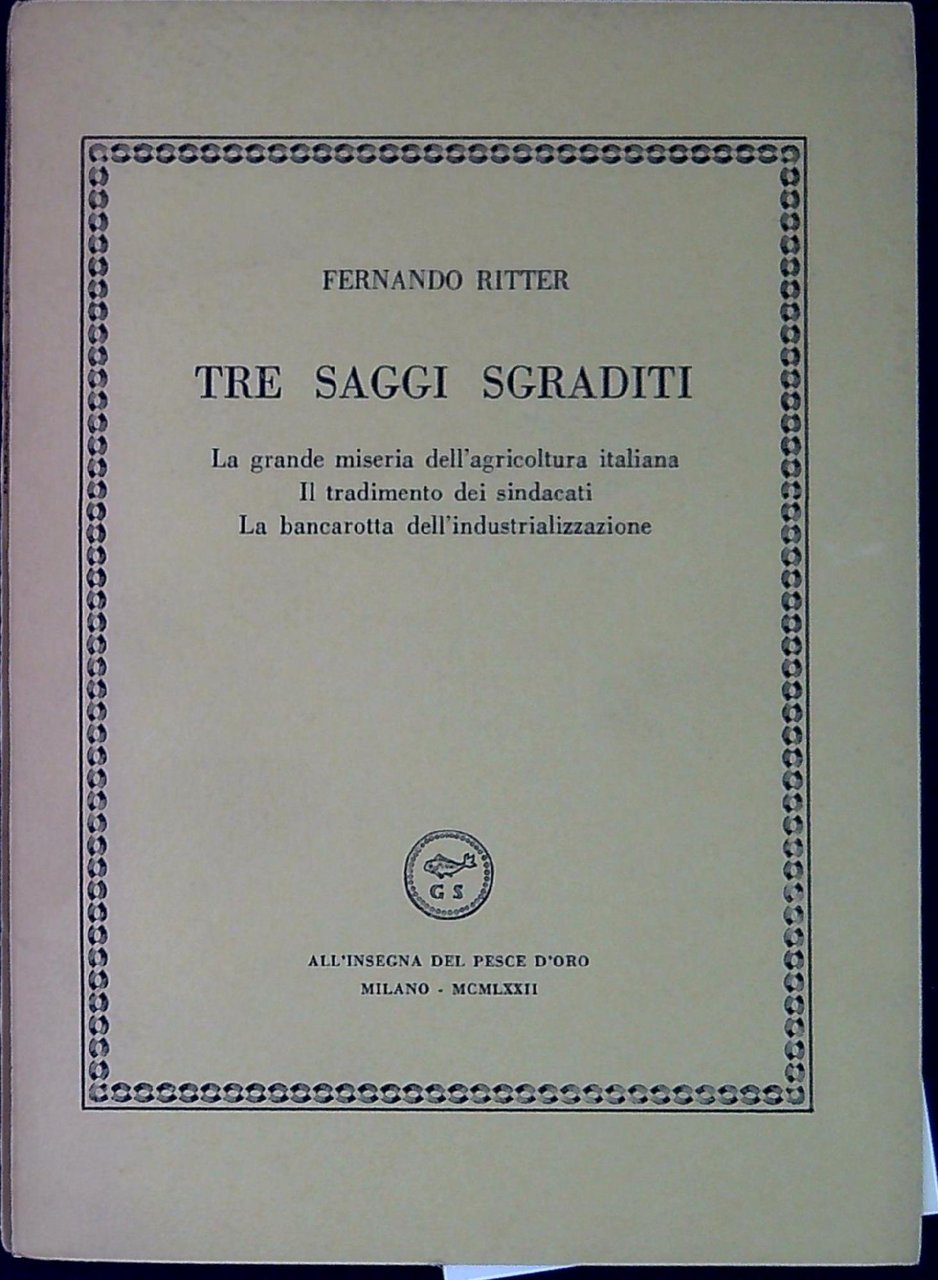 FERNANDO RITTER
TRE SAGGI SGRADITI
La grande miseria dell'agricoltura italiana
Il tradimento dei sindacati
La bancarotta dell'industrializzazione
G S
ALL'INSEGNA DEL PESCE D'ORO
MILANO - MCMLXXII